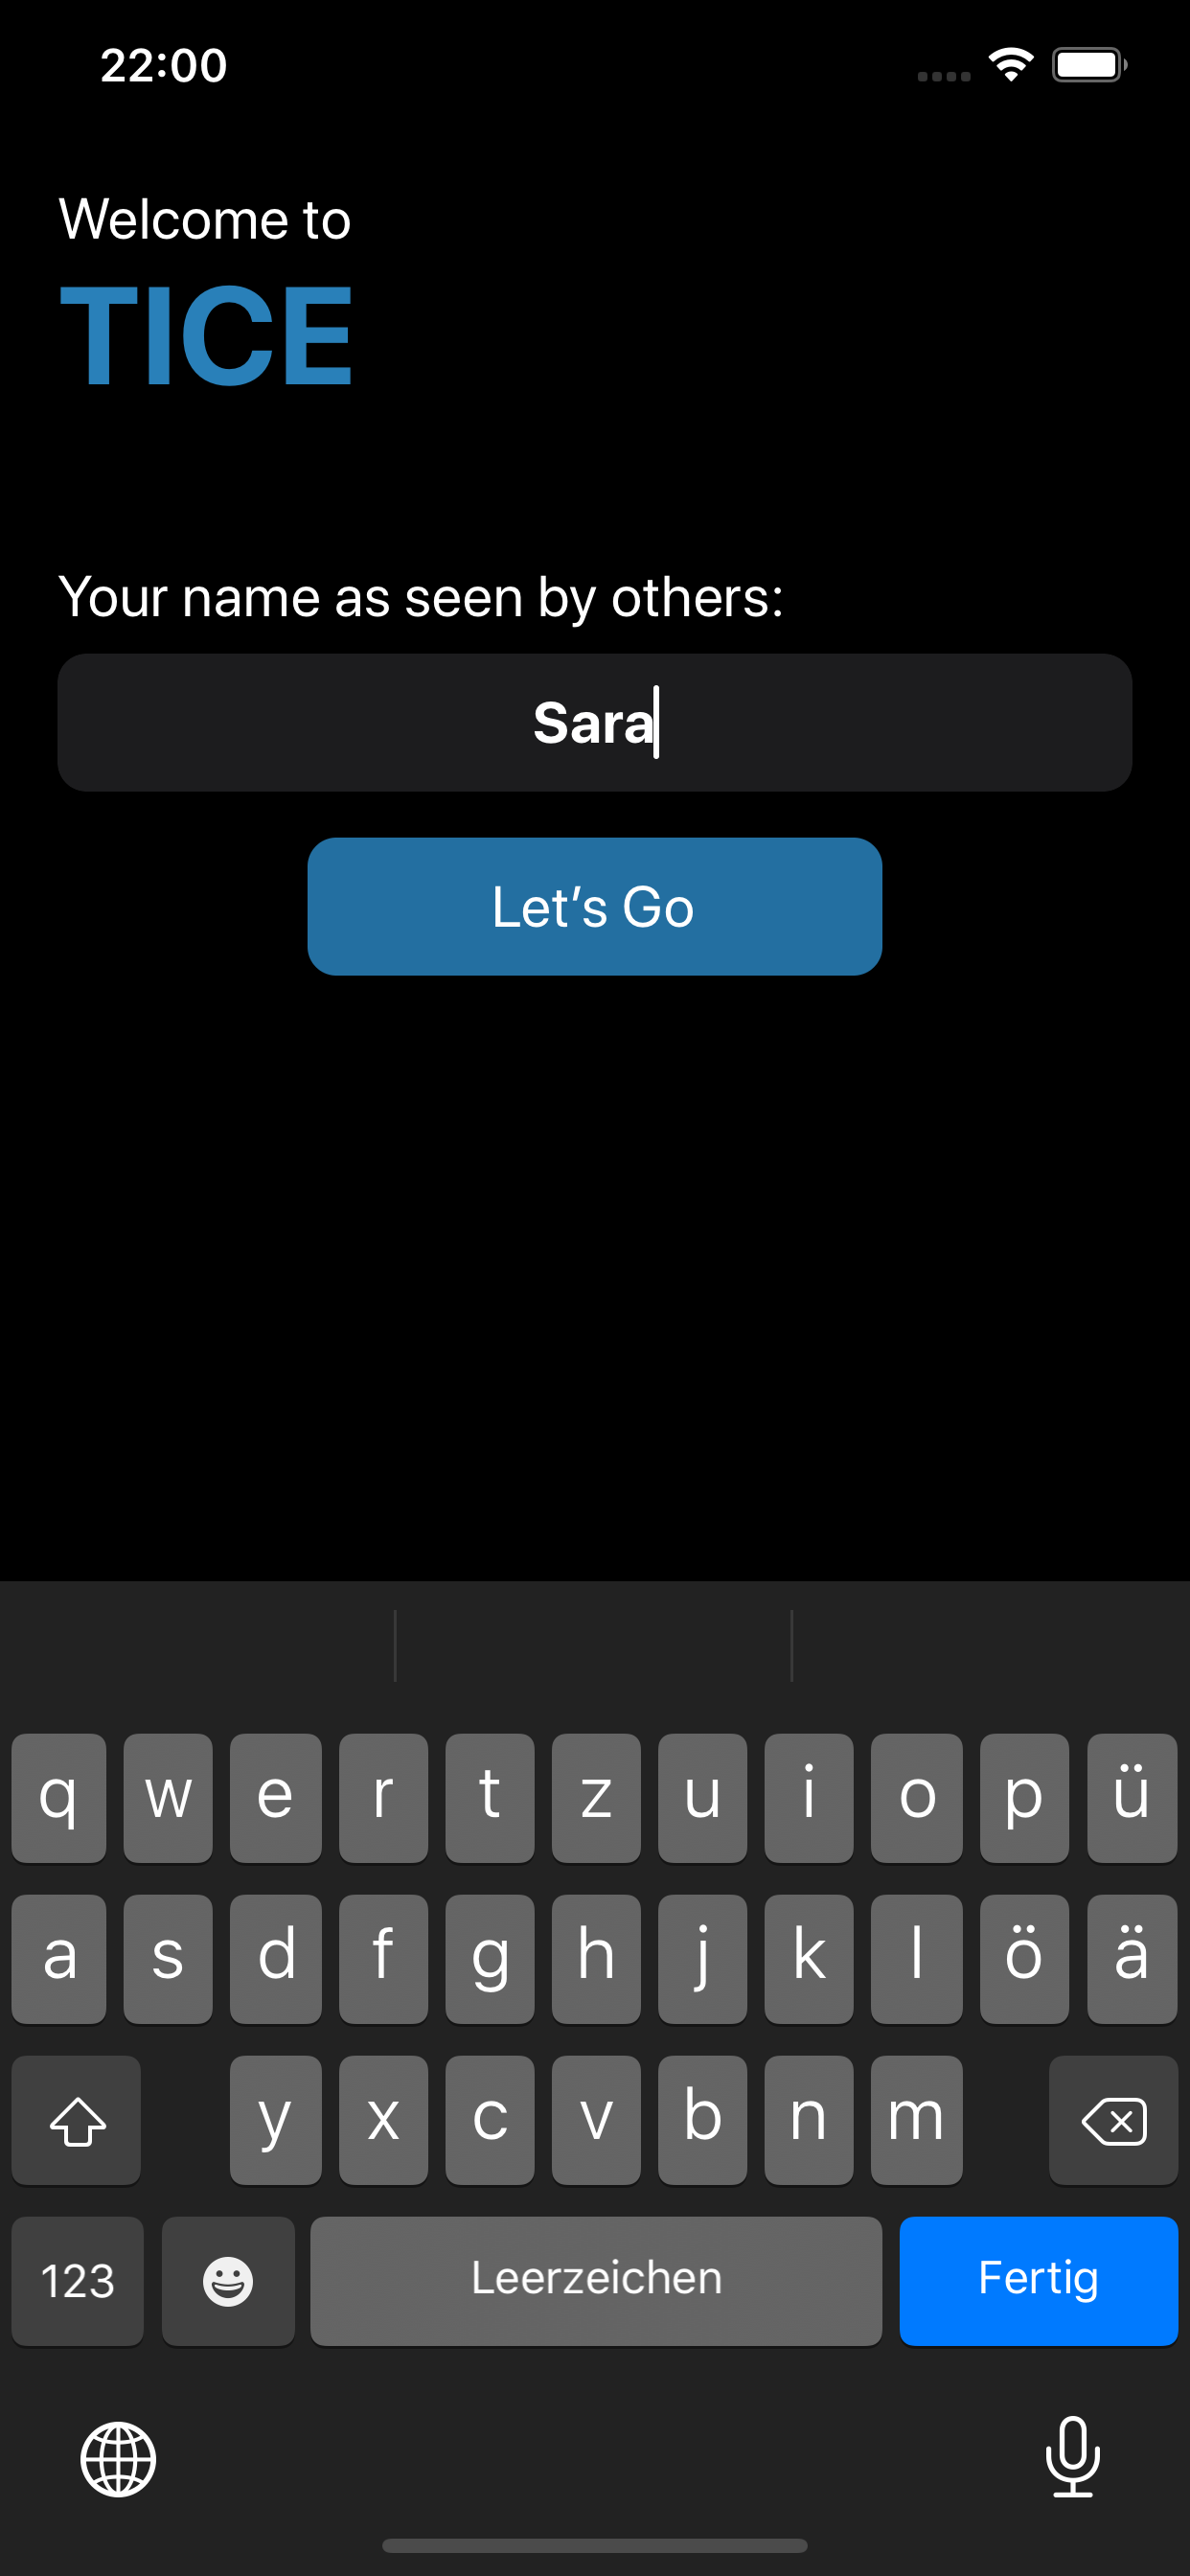 22:00
Welcome to
TICE
Your name as seen by others:
Sara
Let’s Go
q w e r t z u i o p ü
a s d f g h j k l ö ä
y x c v b n m
123 Leerzeichen Fertig